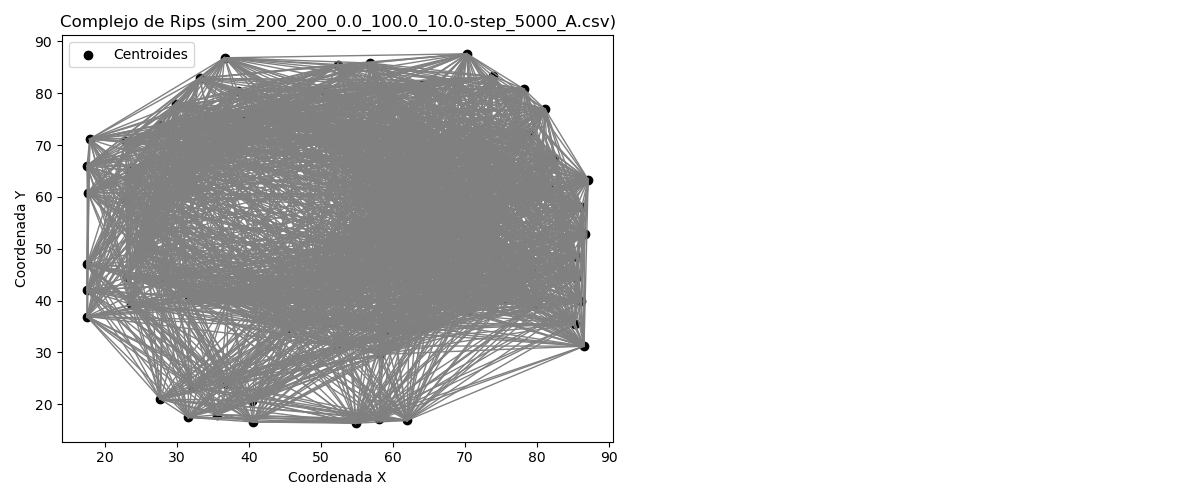 Complejo de Rips (sim_200_200_0.0_100.0_10.0-step_5000_A.csv)
Centroides
90
80
70
60
50
40
30
20
Coordenada Y
20 30 40 50 60 70 80 90
Coordenada X